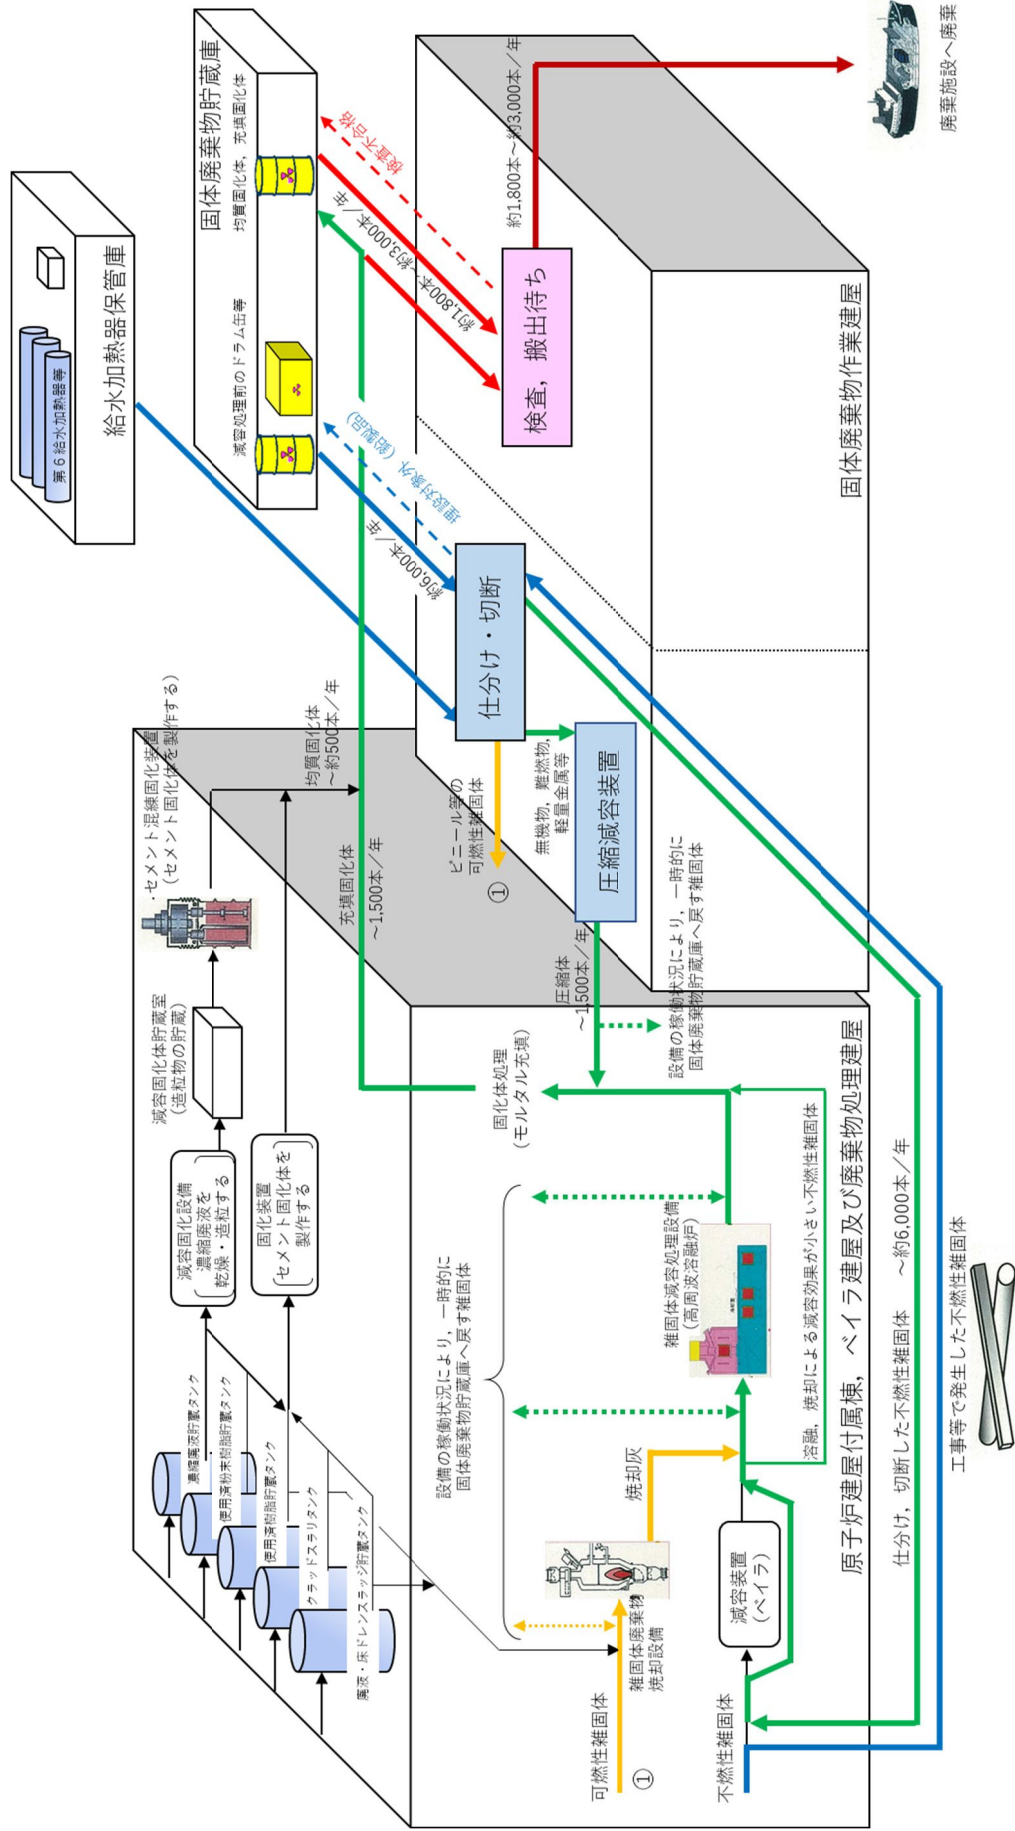 第６給水加熱器等
給水加熱器保管庫
固体廃棄物貯蔵庫
減容処理前のドラム缶等
均質固化体，充填固化体
約6,000本／年
埋設対象外（鉛製品）
約1,800本～約3,000本／年
検査不合格
仕分け・切断
検査，搬出待ち
約1,800本～約3,000本／年
廃棄施設へ廃棄
固体廃棄物作業建屋
ビニール等の
可燃性雑固体
①
無機物，難燃物，
軽量金属等
圧縮減容装置
圧縮体
～1,500本／年
設備の稼働状況により，一時的に
固体廃棄物貯蔵庫へ戻す雑固体
セメント混練固化装置
（セメント固化体を製作する）
減容固化体貯蔵室
（造粒物の貯蔵）
減容固化設備
濃縮廃液を
乾燥・造粒する
固化装置
セメント固化体を
製作する
均質固化体
～約500本／年
充填固化体
～1,500本／年
濃縮廃液貯蔵タンク
使用済粉末樹脂貯蔵タンク
使用済樹脂貯蔵タンク
クラッドスラリタンク
廃液・床ドレンスラッジ貯蔵タンク
設備の稼働状況により，一時的に
固体廃棄物貯蔵庫へ戻す雑固体
固化体処理
（モルタル充填）
可燃性雑固体
①
雑固体廃棄物
焼却設備
焼却灰
雑固体減容処理設備
（高周波溶融炉）
不燃性雑固体
減容装置
（ベイラ）
溶融，焼却による減容効果が小さい不燃性雑固体
原子炉建屋付属棟，ベイラ建屋及び廃棄物処理建屋
仕分け，切断した不燃性雑固体　～約6,000本／年
工事等で発生した不燃性雑固体